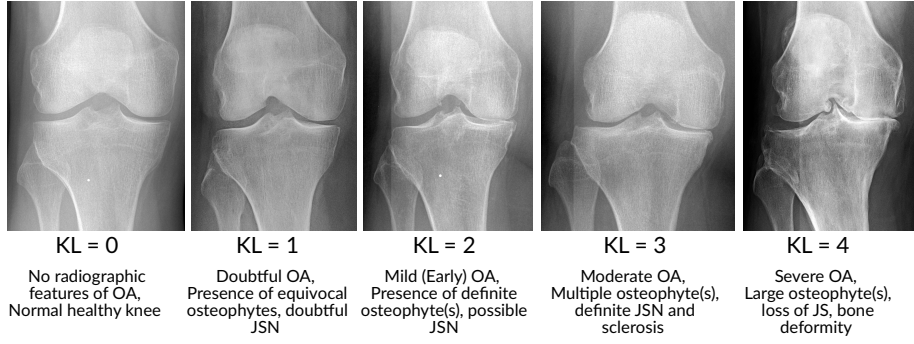 KL = 0
No radiographic
features of OA,
Normal healthy knee
KL = 1
Doubtful OA,
Presence of equivocal
osteophytes, doubtful
JSN
KL = 2
Mild (Early) OA,
Presence of definite
osteophyte(s), possible
JSN
KL = 3
Moderate OA,
Multiple osteophyte(s),
definite JSN and
sclerosis
KL = 4
Severe OA,
Large osteophyte(s),
loss of JS, bone
deformity